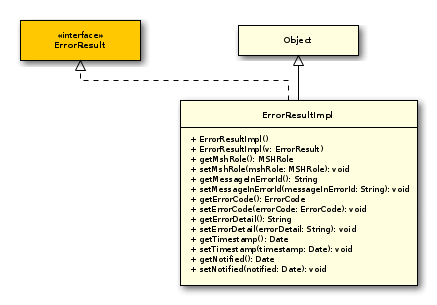 «interface»
ErrorResult
Object
ErrorResultImpl
+ ErrorResultImpl()
+ ErrorResultImpl(v: ErrorResult)
+ getMshRole(): MSHRole
+ setMshRole(mshRole: MSHRole): void
+ getMessageInErrorId(): String
+ setMessageInErrorId(messageInErrorId: String): void
+ getErrorCode(): ErrorCode
+ setErrorCode(errorCode: ErrorCode): void
+ getErrorDetail(): String
+ setErrorDetail(errorDetail: String): void
+ getTimestamp(): Date
+ setTimestamp(timestamp: Date): void
+ getNotified(): Date
+ setNotified(notified: Date): void